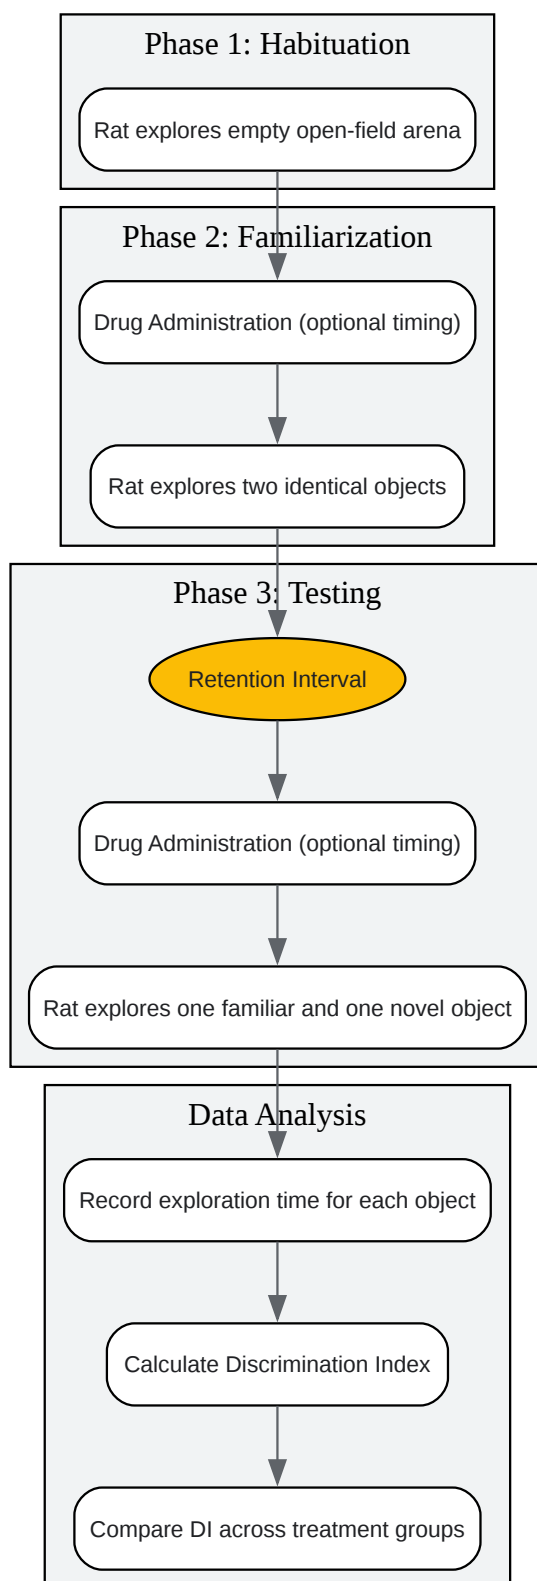 Phase 1: Habituation
Rat explores empty open-field arena
Phase 2: Familiarization
Drug Administration (optional timing)
Rat explores two identical objects
Phase 3: Testing
Retention Interval
Drug Administration (optional timing)
Rat explores one familiar and one novel object
Data Analysis
Record exploration time for each object
Calculate Discrimination Index
Compare DI across treatment groups